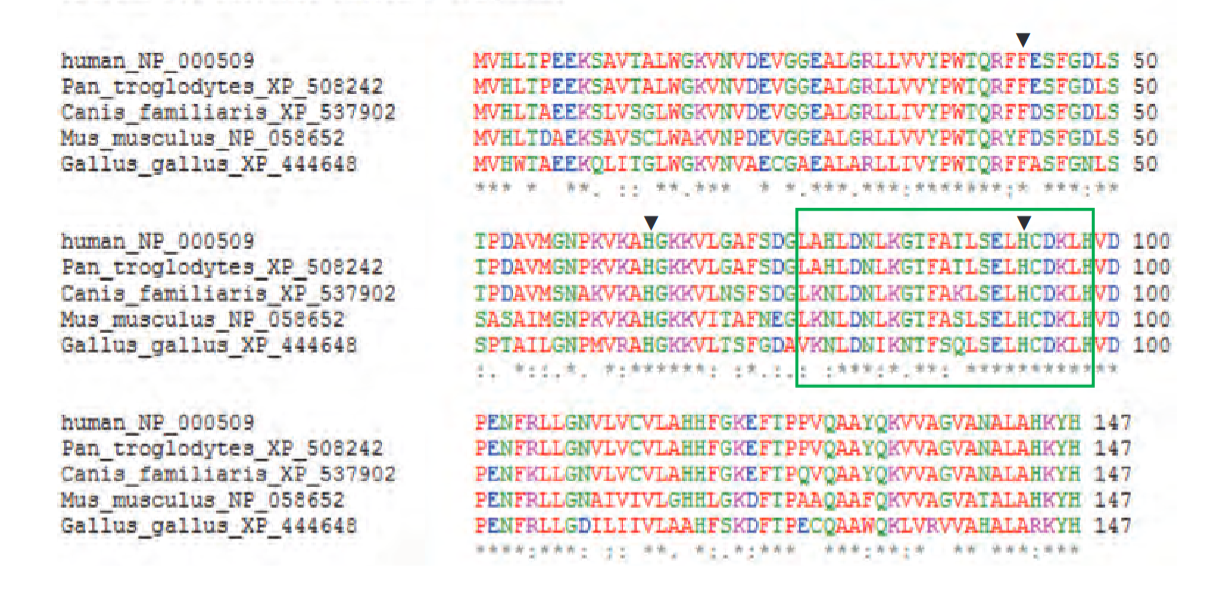 ▼
human_NP_000509 MVHLTPEEKSAVTALWGKVNVDEVGGEALGRLLVVYPWTQRFFESFGDLS 50
Pan_troglodytes_XP_508242 MVHLTPEEKSAVTALWGKVNVDEVGGEALGRLLVVYPWTQRFFESFGDLS 50
Canis_familiaris_XP_537902 MVHLTAEEKSLVSGLWGKVNVDEVGGEALGRLLIVYPWTQRFFDSFGDLS 50
Mus_musculus_NP_058652 MVHLTDAEKSAVSCLWAKVNPDEVGGEALGRLLVVYPWTQRYFDSFGDLS 50
Gallus_gallus_XP_444648 MVHWTAEEKQLITGLWGKVNVAECGAEALARLLIVYPWTQRFFASFGNLS 50
*** *  **. :: **.***  * *.***.***:*******:* ***:**
▼ ▼
human_NP_000509 TPDAVMGNPKVKAHGKKVLGAFSDGLAHLDNLKGTFATLSELHCDKLHVD 100
Pan_troglodytes_XP_508242 TPDAVMGNPKVKAHGKKVLGAFSDGLAHLDNLKGTFATLSELHCDKLHVD 100
Canis_familiaris_XP_537902 TPDAVMSNAKVKAHGKKVLNSFSDGLKNLDNLKGTFAKLSELHCDKLHVD 100
Mus_musculus_NP_058652 SASAIMGNPKVKAHGKKVITAFNEGLKNLDNLKGTFASLSELHCDKLHVD 100
Gallus_gallus_XP_444648 SPTAILGNPMVRAHGKKVLTSFGDAVKNLDNIKNTFSQLSELHCDKLHVD 100
:. *::.*. *:******: :*.:.: :***:*.**: ************
human_NP_000509 PENFRLLGNVLVCVLAHHFGKEFTPPVQAAYQKVVAGVANALAHKYH 147
Pan_troglodytes_XP_508242 PENFRLLGNVLVCVLAHHFGKEFTPPVQAAYQKVVAGVANALAHKYH 147
Canis_familiaris_XP_537902 PENFKLLGNVLVCVLAHHFGKEFTPQVQAAYQKVVAGVANALAHKYH 147
Mus_musculus_NP_058652 PENFRLLGNAIVIVLGHHLGKDFTPAAQAAFQKVVAGVATALAHKYH 147
Gallus_gallus_XP_444648 PENFRLLGDILIIVLAAHFSKDFTPECQAAWQKLVRVVAHALARKYH 147
****:***: :: **. *:.*:***  ***:**:*  ** ***:***